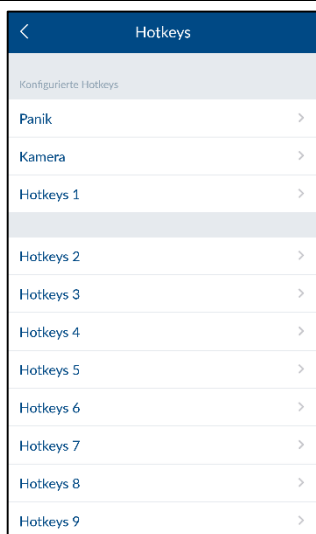 Hotkeys
Konfigurierte Hotkeys
Panik
Kamera
Hotkeys 1
Hotkeys 2
Hotkeys 3
Hotkeys 4
Hotkeys 5
Hotkeys 6
Hotkeys 7
Hotkeys 8
Hotkeys 9